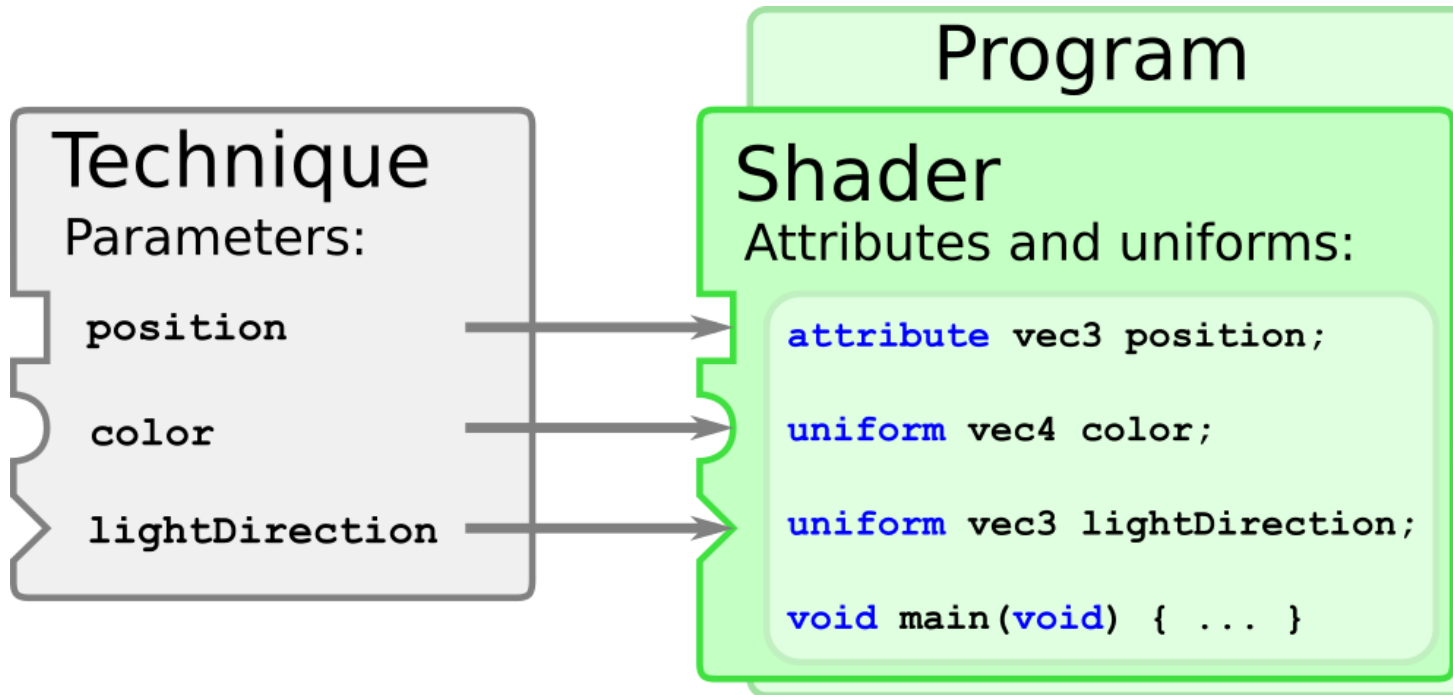 Technique
Parameters:
position
color
lightDirection
Program
Shader
Attributes and uniforms:
attribute vec3 position;
uniform vec4 color;
uniform vec3 lightDirection;
void main(void) { ... }